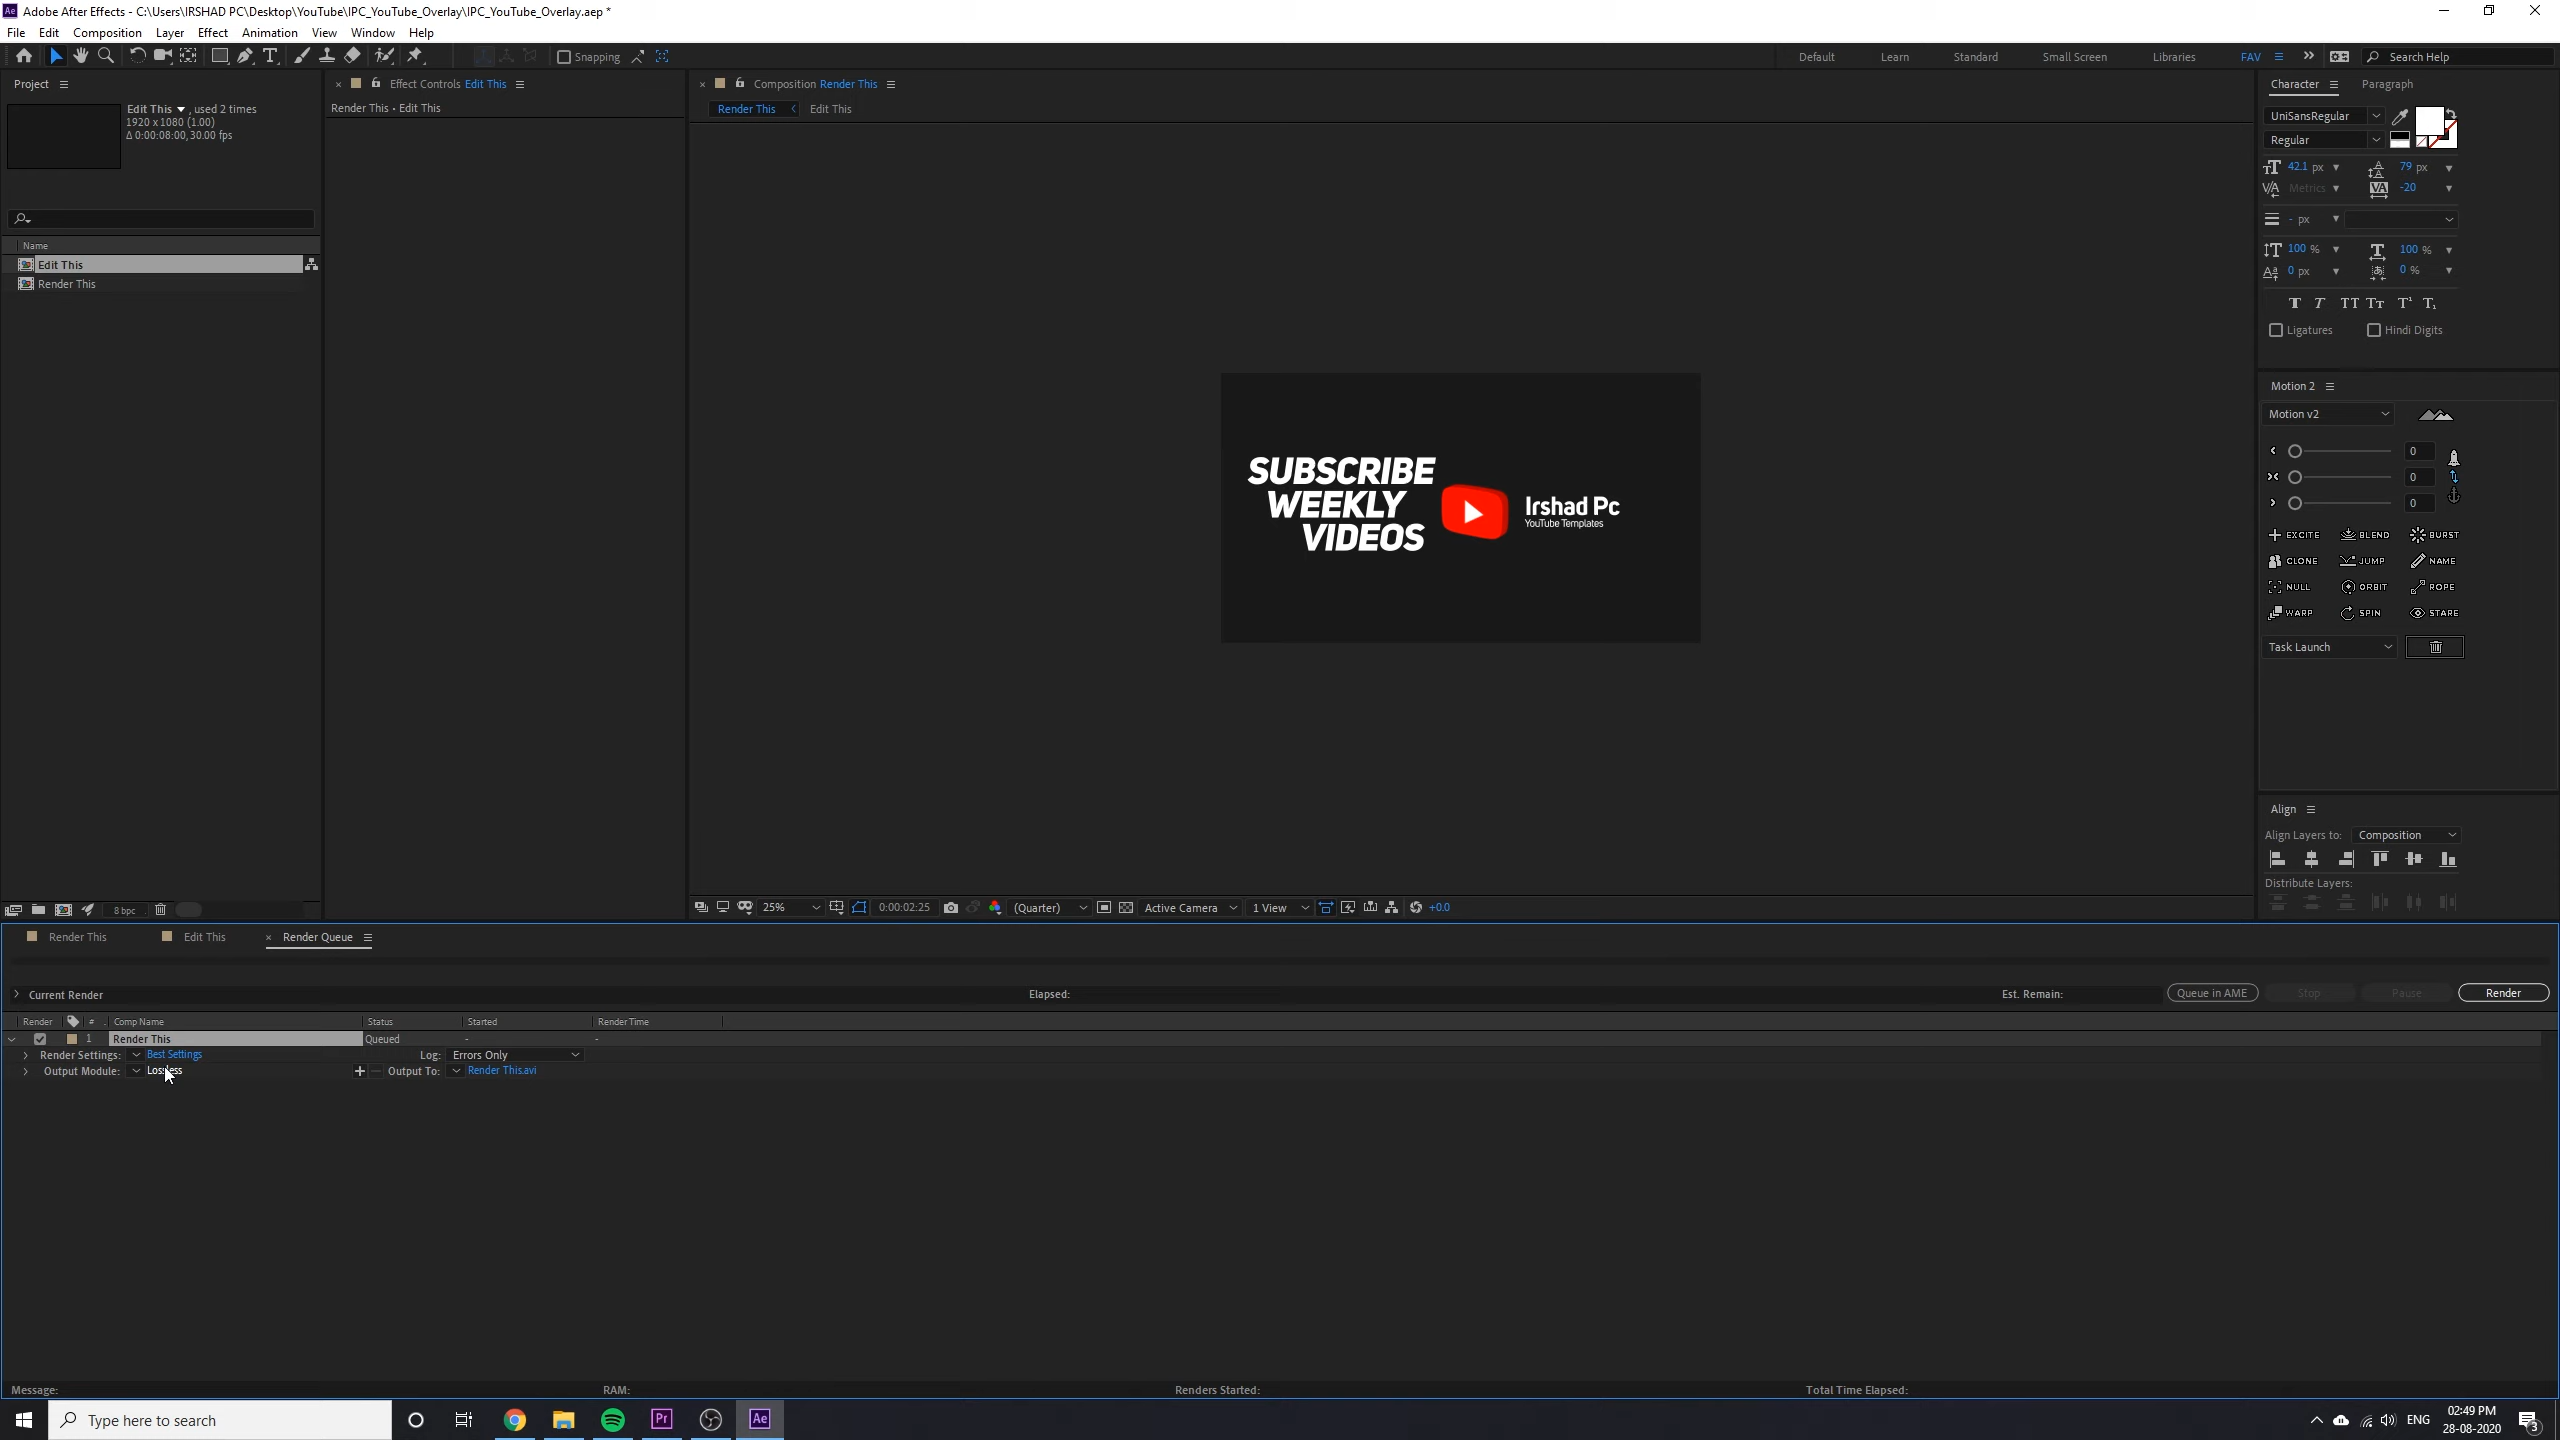 Adobe After Effects - C:\Users\IRSHAD PC\Desktop\YouTube\IPC_YouTube_Overlay\IPC_YouTube_Overlay.aep *
File Edit Composition Layer Effect Animation View Window Help
Snapping Default Learn Standard Small Screen Libraries FAV Search Help
Project
Effect Controls Edit This
Composition Render This
Character Paragraph
Edit This , used 2 times
1920 x 1080 (1.00)
Δ 0:00:08:00, 30.00 fps
Render This • Edit This
Render This Edit This
UniSansRegular
Regular
42.1 px 79 px
Metrics -20
- px
100 % 100 %
0 px 0 %
Ligatures Hindi Digits
Name
Edit This
Render This
Motion 2
Motion v2
0
0
0
EXCITE BLEND BURST
CLONE JUMP NAME
NULL ORBIT ROPE
WARP SPIN STARE
Task Launch
SUBSCRIBE
WEEKLY
VIDEOS
Irshad Pc
YouTube Templates
Align
Align Layers to: Composition
Distribute Layers:
8 bpc
25% 0:00:02:25 (Quarter) Active Camera 1 View +0.0
Render This Edit This Render Queue
Current Render Elapsed: Est. Remain: Queue in AME Stop Pause Render
Render # Comp Name Status Started Render Time
1 Render This Queued - -
Render Settings: Best Settings Log: Errors Only
Output Module: Lossless Output To: Render This.avi
Message: RAM: Renders Started: Total Time Elapsed:
Type here to search
Pr Ae
ENG 02:49 PM
28-08-2020
3